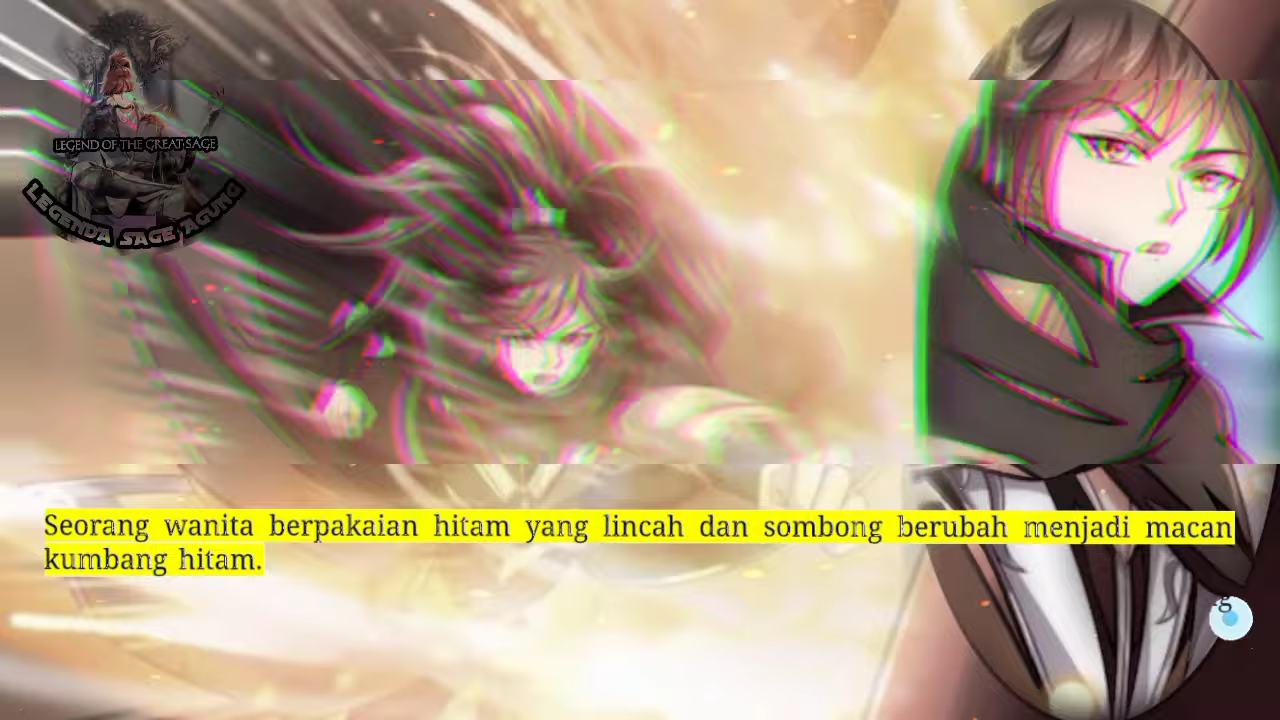 LEGEND OF THE GREAT SAGE
LEGENDA SAGE AGUNG
Seorang wanita berpakaian hitam yang lincah dan sombong berubah menjadi macan
kumbang hitam.
g